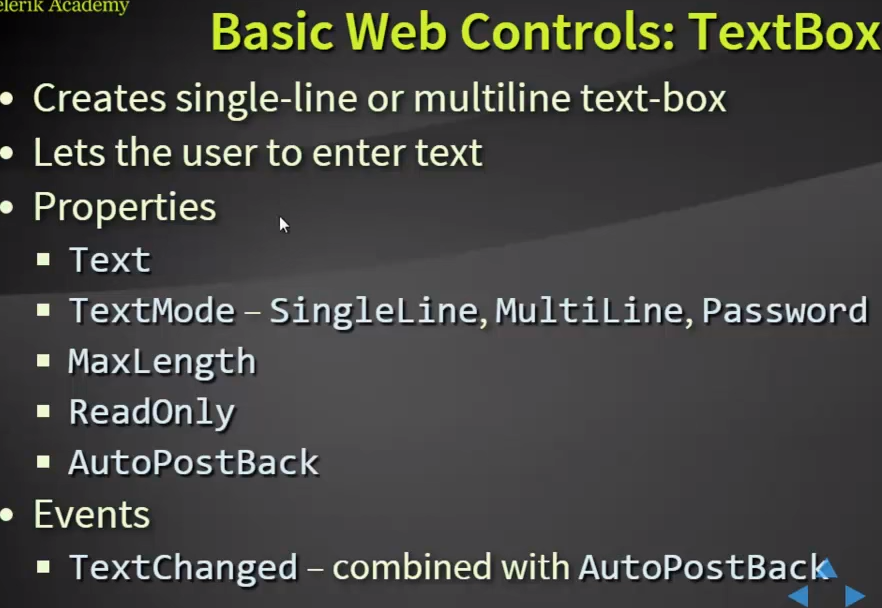 elerik Academy
Basic Web Controls: TextBox
• Creates single-line or multiline text-box
• Lets the user to enter text
• Properties
▪ Text
▪ TextMode – SingleLine, MultiLine, Password
▪ MaxLength
▪ ReadOnly
▪ AutoPostBack
• Events
▪ TextChanged – combined with AutoPostBack